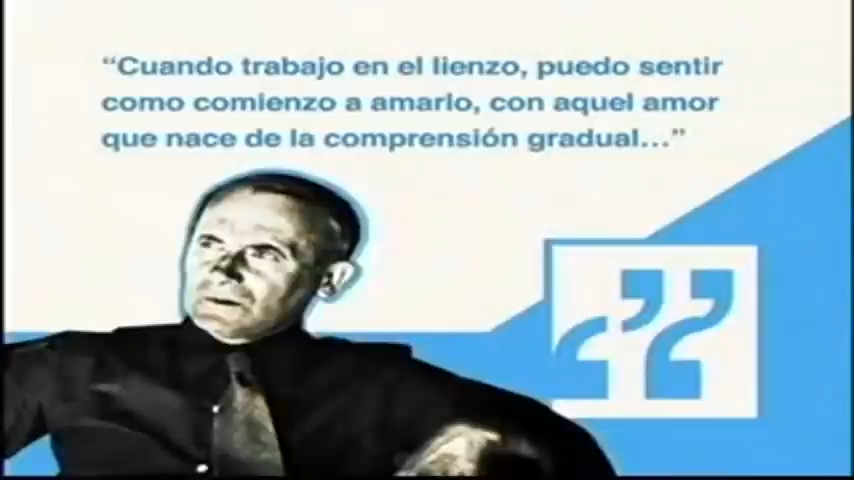 “Cuando trabajo en el lienzo, puedo sentir
como comienzo a amarlo, con aquel amor
que nace de la comprensión gradual...”